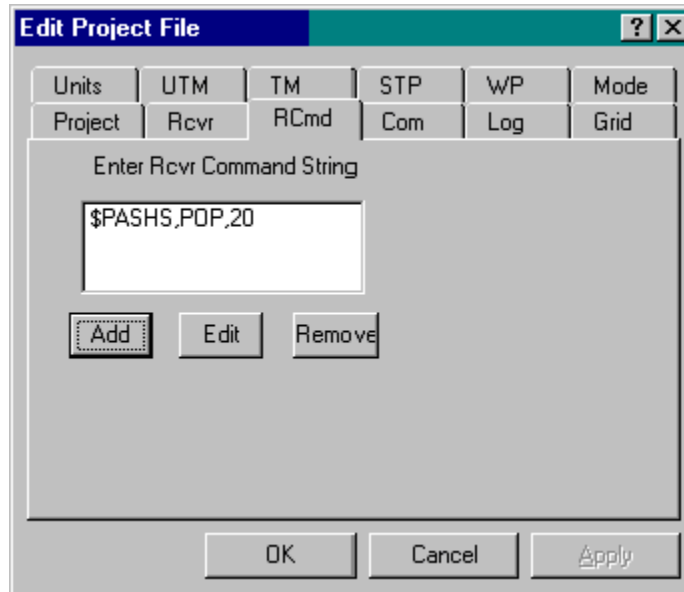 Edit Project File
Units UTM TM STP WP Mode
Project Rcvr RCmd Com Log Grid
Enter Rcvr Command String
$PASHS,POP,20
Add Edit Remove
OK Cancel Apply